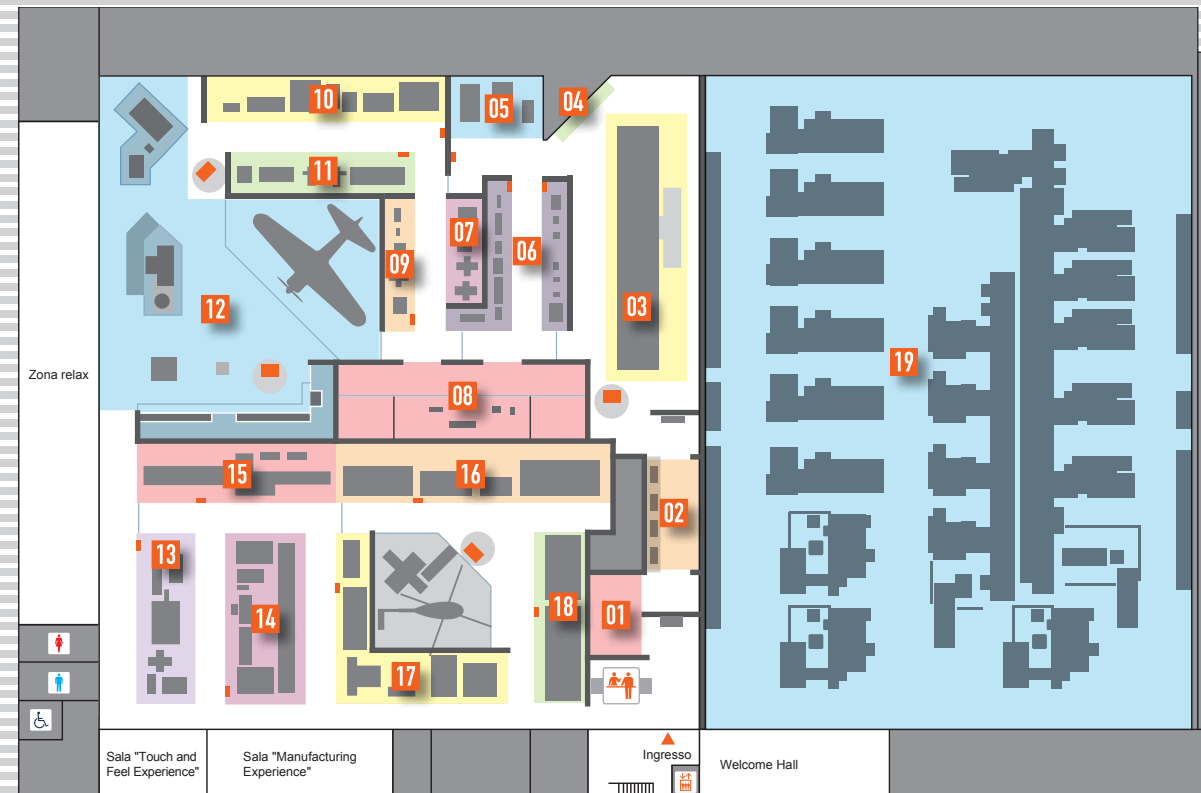 10
05
04
11
07
06
09
12
03
19
Zona relax
08
15
16
02
13
14
18
01
17
Sala "Touch and
Feel Experience"
Sala "Manufacturing
Experience"
Ingresso
Welcome Hall